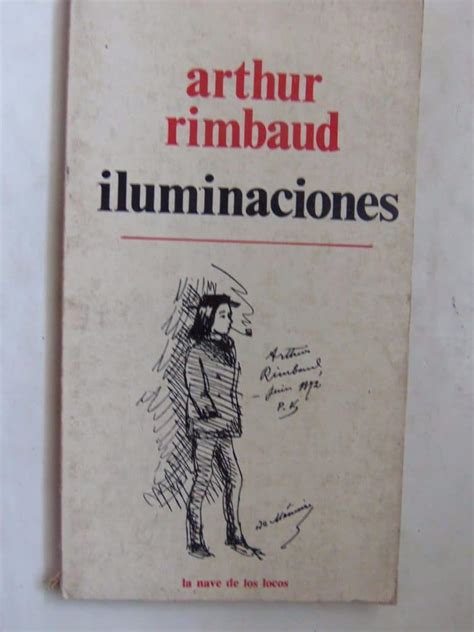 arthur
rimbaud
iluminaciones
Arthur
Rimbaud,
juin 1872
P. V.
la nave de los locos